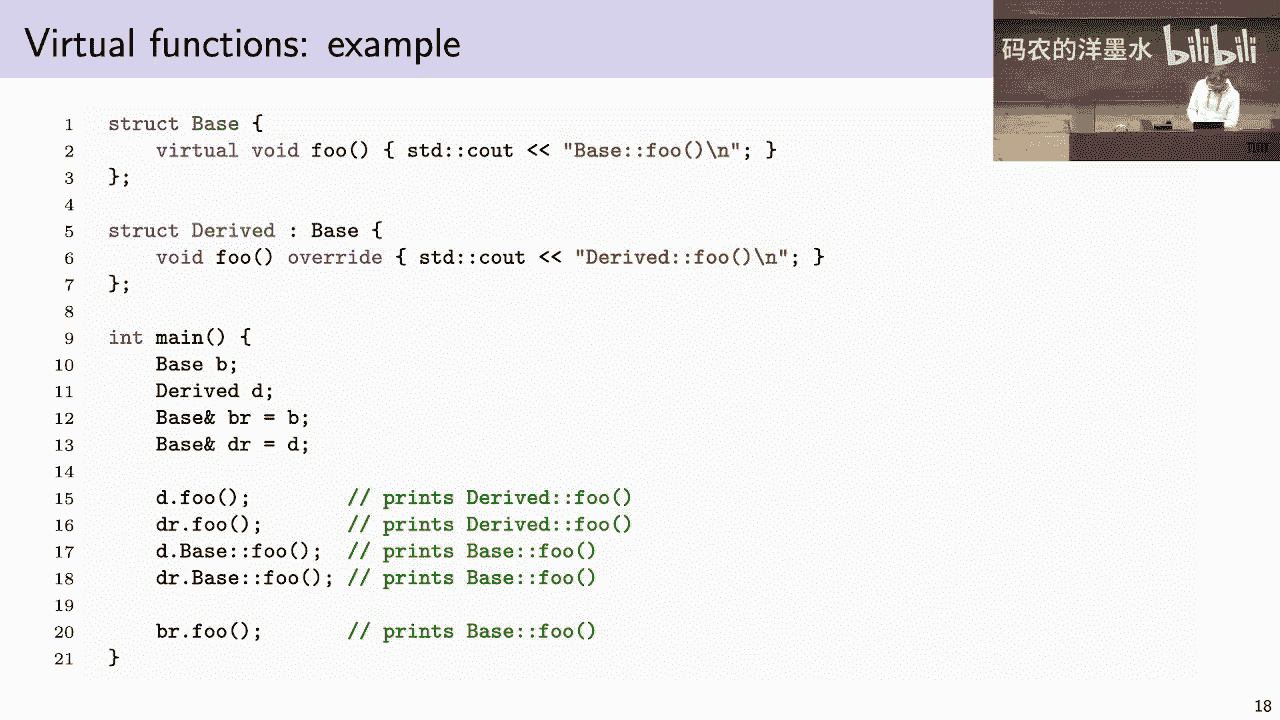 Virtual functions: example
码农的洋墨水 bilibili
1 struct Base {
2 virtual void foo() { std::cout << "Base::foo()\n"; }
3 };
4
5 struct Derived : Base {
6 void foo() override { std::cout << "Derived::foo()\n"; }
7 };
8
9 int main() {
10 Base b;
11 Derived d;
12 Base& br = b;
13 Base& dr = d;
14
15 d.foo(); // prints Derived::foo()
16 dr.foo(); // prints Derived::foo()
17 d.Base::foo(); // prints Base::foo()
18 dr.Base::foo(); // prints Base::foo()
19
20 br.foo(); // prints Base::foo()
21 }
18